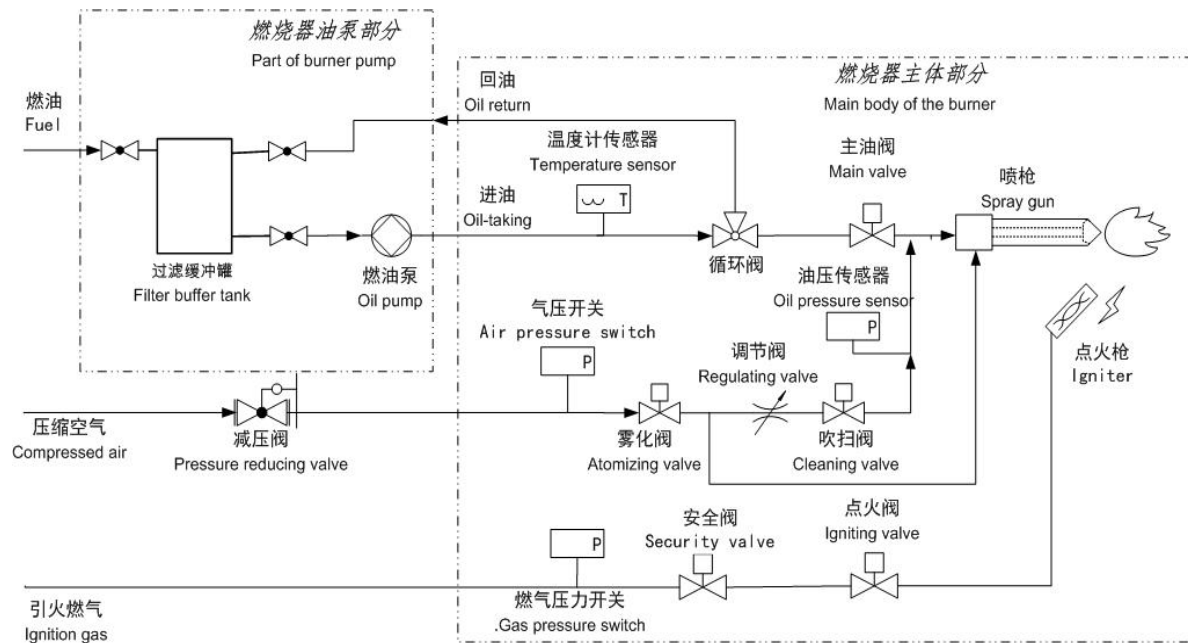 燃烧器油泵部分
Part of burner pump
燃烧器主体部分
Main body of the burner
燃油
Fuel
回油
Oil return
温度计传感器
Temperature sensor
T
主油阀
Main valve
喷枪
Spray gun
进油
Oil-taking
过滤缓冲罐
Filter buffer tank
燃油泵
Oil pump
循环阀
油压传感器
Oil pressure sensor
P
气压开关
Air pressure switch
P
调节阀
Regulating valve
点火枪
Igniter
压缩空气
Compressed air
减压阀
Pressure reducing valve
雾化阀
Atomizing valve
吹扫阀
Cleaning valve
安全阀
Security valve
点火阀
Igniting valve
P
引火燃气
Ignition gas
燃气压力开关
.Gas pressure switch